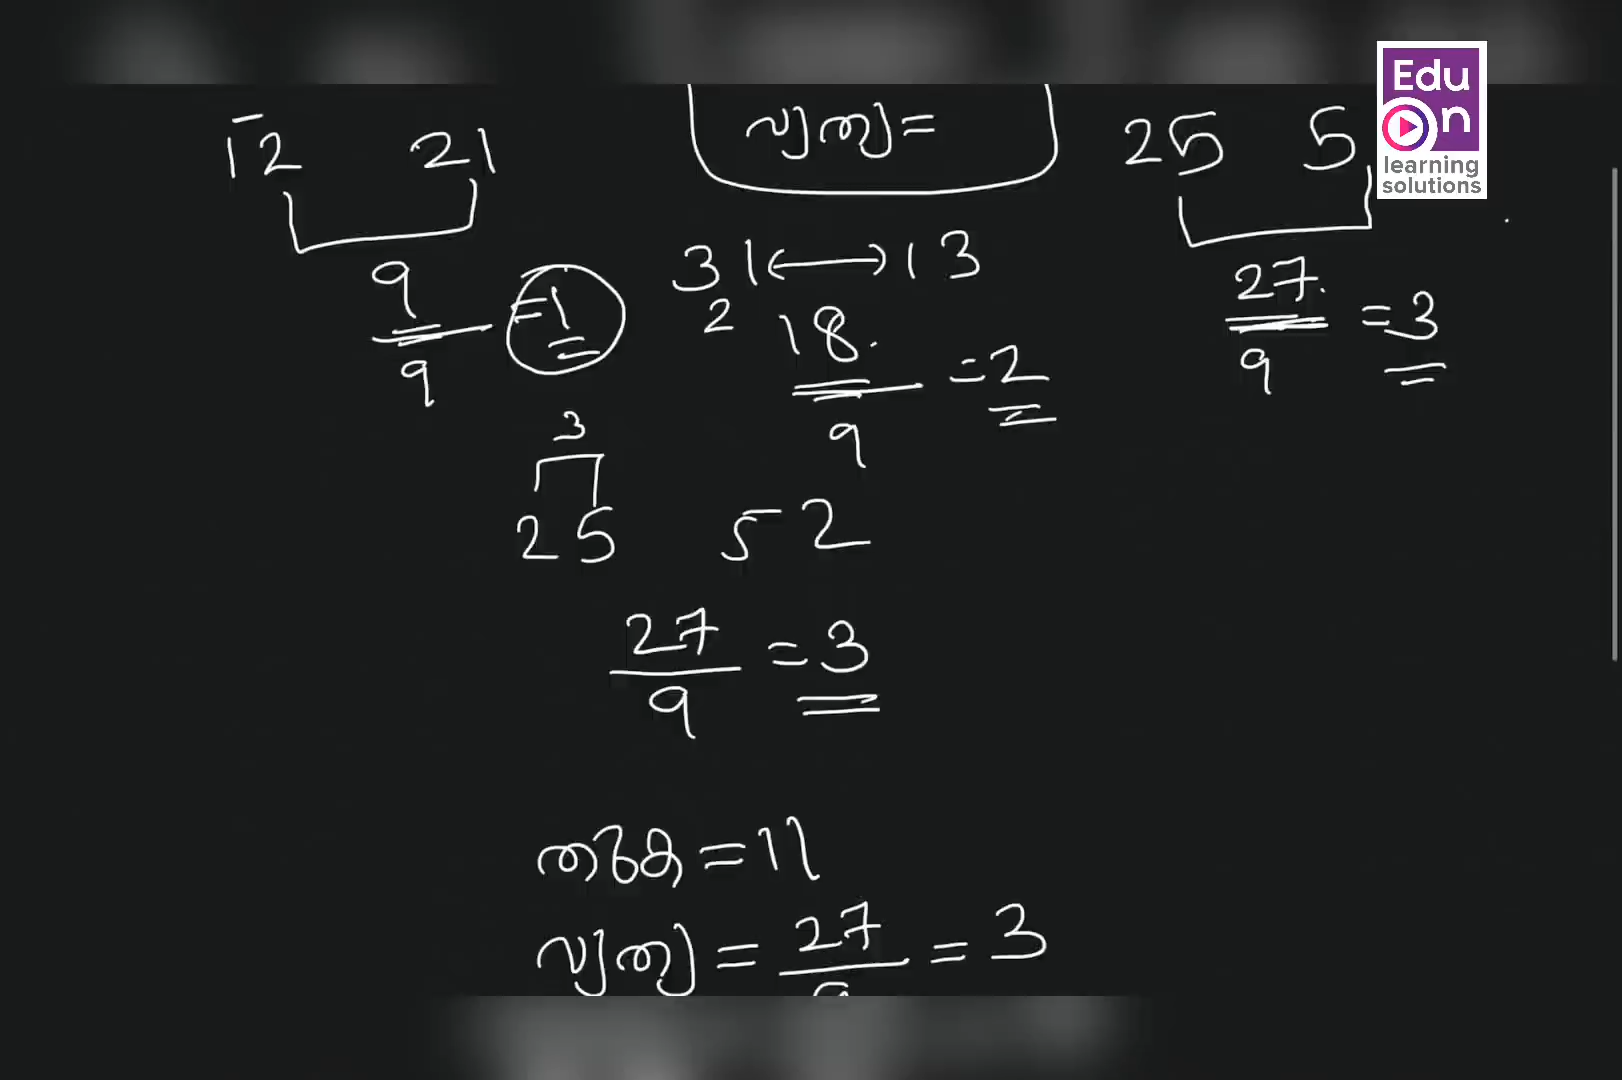 12 21
വ്യത്യ=
25 5
Edu
On
learning
solutions
9
9
=1
31 ↔ 13
2
18.
9
=2
27.
9
=3
3
25 52
27
9
=3
തുക = 11
വ്യത്യ = 27 = 3